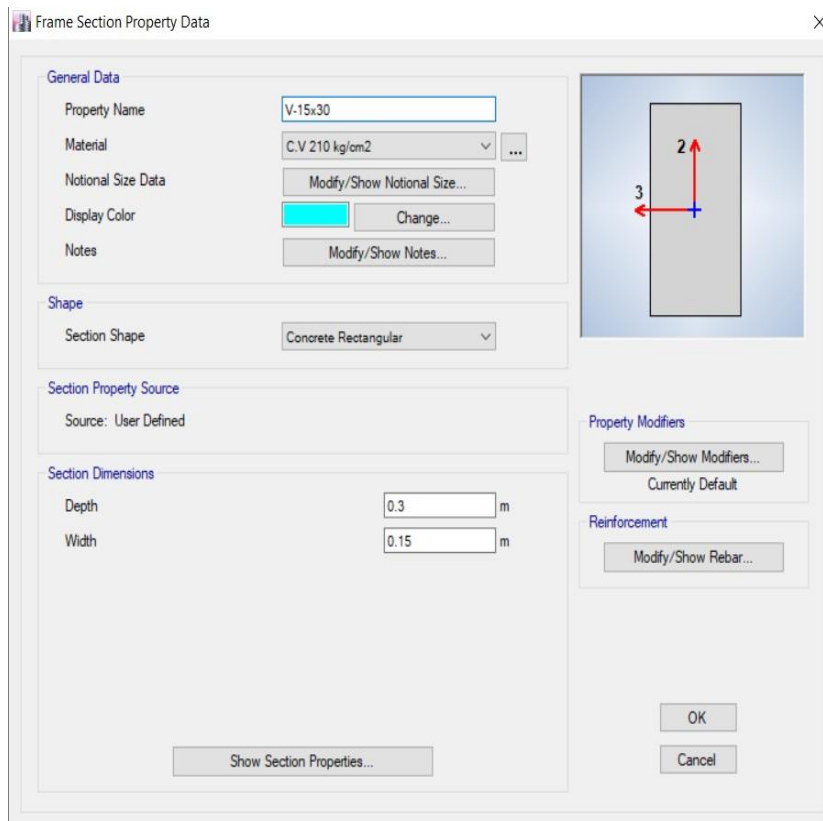 Frame Section Property Data
General Data
Property Name V-15x30
Material C.V 210 kg/cm2 ...
Notional Size Data Modify/Show Notional Size...
Display Color Change...
Notes Modify/Show Notes...
2
3
Shape
Section Shape Concrete Rectangular
Section Property Source
Source: User Defined
Property Modifiers
Modify/Show Modifiers...
Currently Default
Section Dimensions
Depth 0.3 m
Width 0.15 m
Reinforcement
Modify/Show Rebar...
Show Section Properties...
OK
Cancel